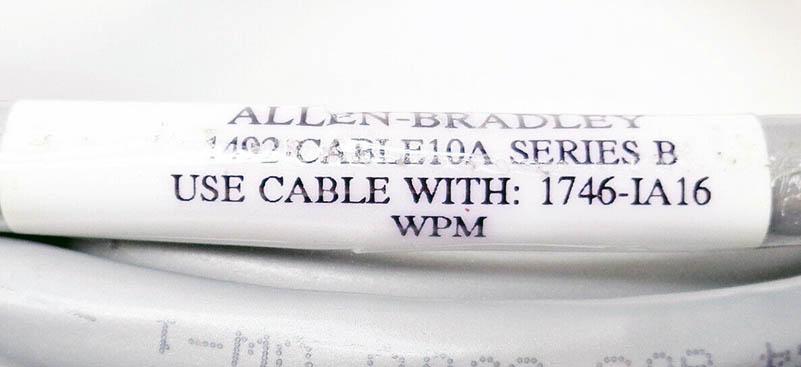 ALLEN-BRADLEY
1492-CABLE10A SERIES B
USE CABLE WITH: 1746-IA16
WPM